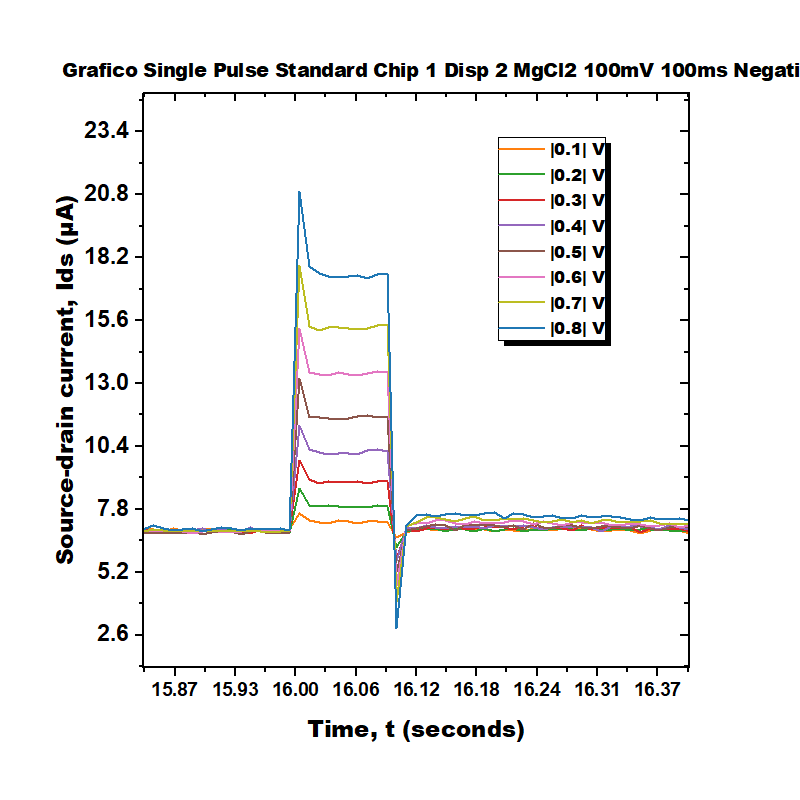 Grafico Single Pulse Standard Chip 1 Disp 2 MgCl2 100mV 100ms Negati
23.4
20.8
18.2
15.6
13.0
10.4
7.8
5.2
2.6
Source-drain current, Ids (µA)
|0.1| V
|0.2| V
|0.3| V
|0.4| V
|0.5| V
|0.6| V
|0.7| V
|0.8| V
15.87 15.93 16.00 16.06 16.12 16.18 16.24 16.31 16.37
Time, t (seconds)